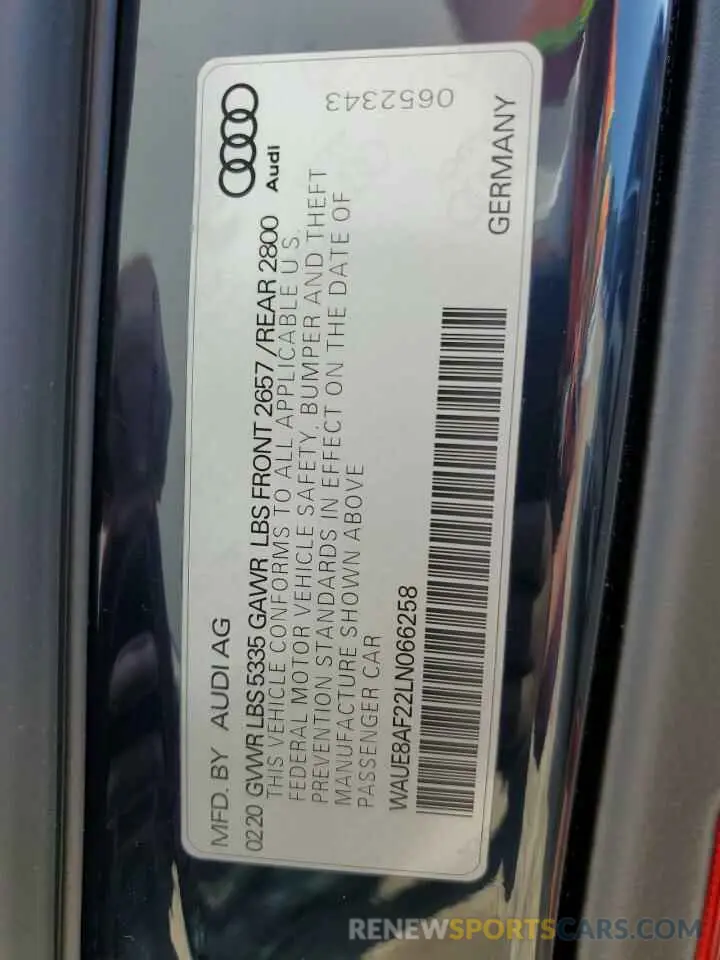 MFD. BY AUDI AG
Audi
0652343
0220 GVWR LBS 5335 GAWR LBS FRONT 2657 /REAR 2800
THIS VEHICLE CONFORMS TO ALL APPLICABLE U S.
FEDERAL MOTOR VEHICLE SAFETY, BUMPER AND THEFT
PREVENTION STANDARDS IN EFFECT ON THE DATE OF
MANUFACTURE SHOWN ABOVE
PASSENGER CAR
WAUE8AF22LN066258
GERMANY
RENEWSPORTSCARS.COM